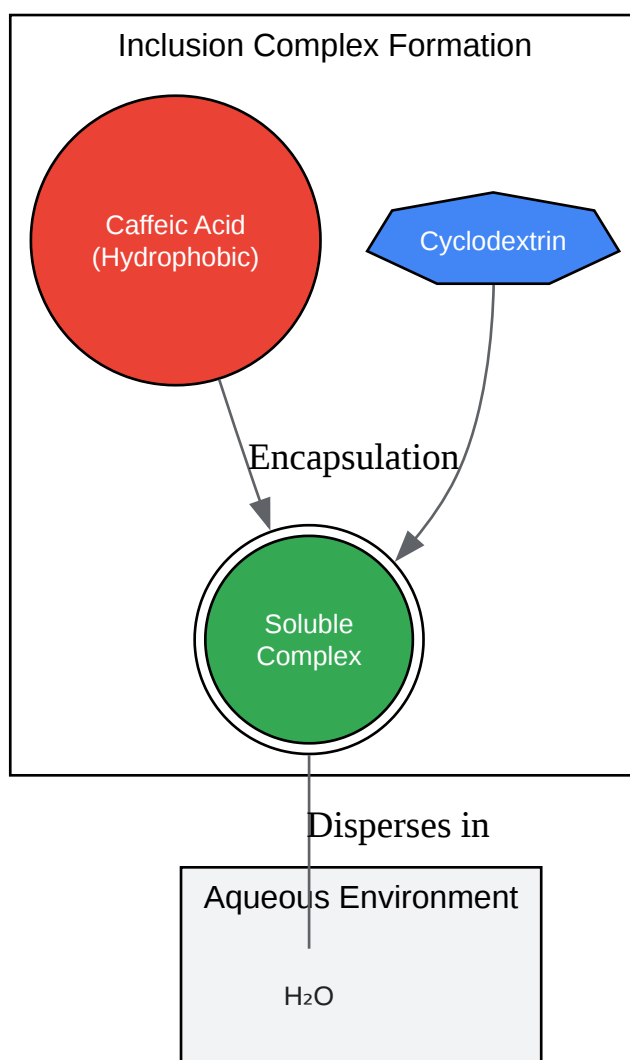 Inclusion Complex Formation
Caffeic Acid
(Hydrophobic)
Cyclodextrin
Encapsulation
Soluble
Complex
Disperses in
Aqueous Environment
H₂O